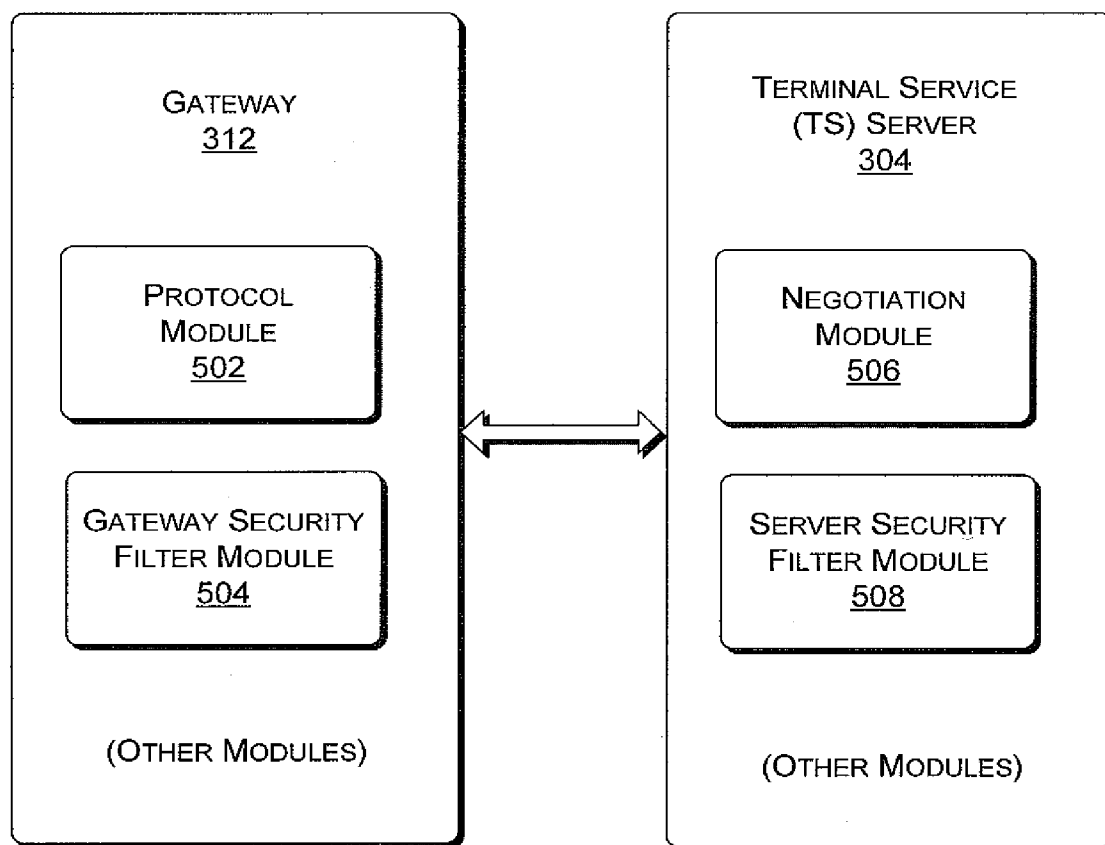 GATEWAY
312
PROTOCOL
MODULE
502
GATEWAY SECURITY
FILTER MODULE
504
(OTHER MODULES)
TERMINAL SERVICE
(TS) SERVER
304
NEGOTIATION
MODULE
506
SERVER SECURITY
FILTER MODULE
508
(OTHER MODULES)